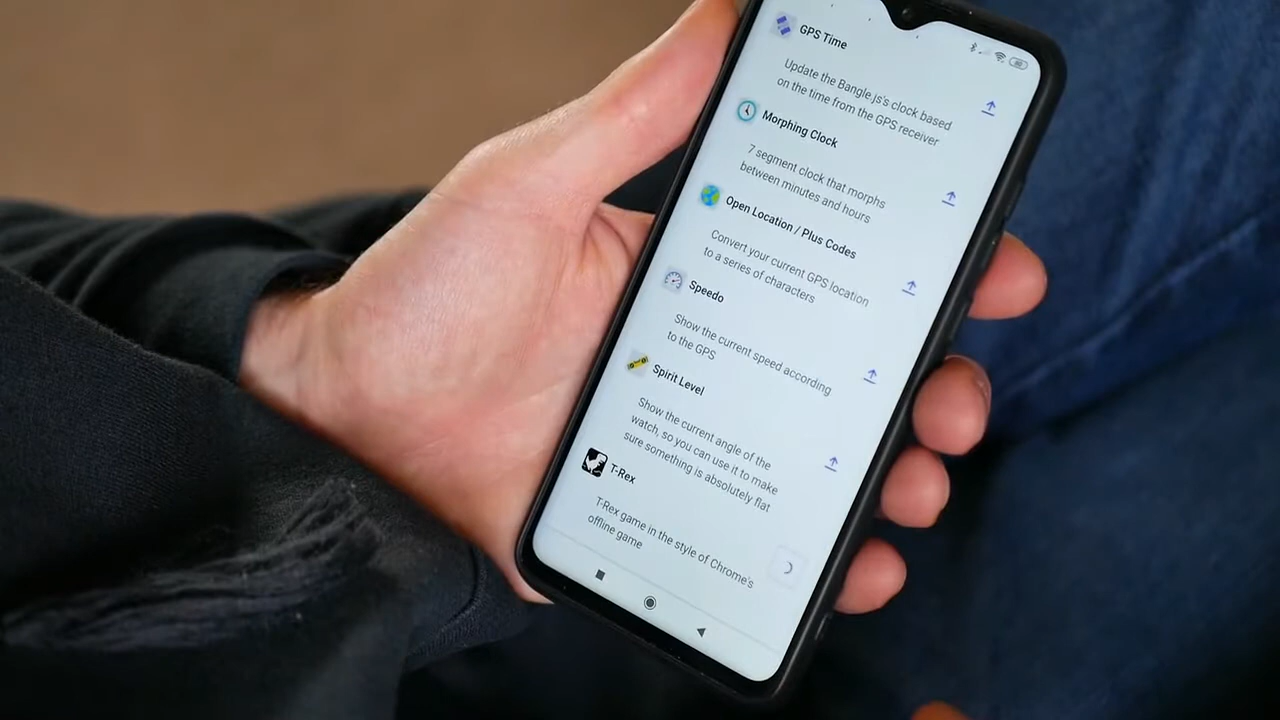 GPS Time
Update the Bangle.js's clock based
on the time from the GPS receiver
Morphing Clock
7 segment clock that morphs
between minutes and hours
Open Location / Plus Codes
Convert your current GPS location
to a series of characters
Speedo
Show the current speed according
to the GPS
Spirit Level
Show the current angle of the
watch, so you can use it to make
sure something is absolutely flat
T-Rex
T-Rex game in the style of Chrome's
offline game